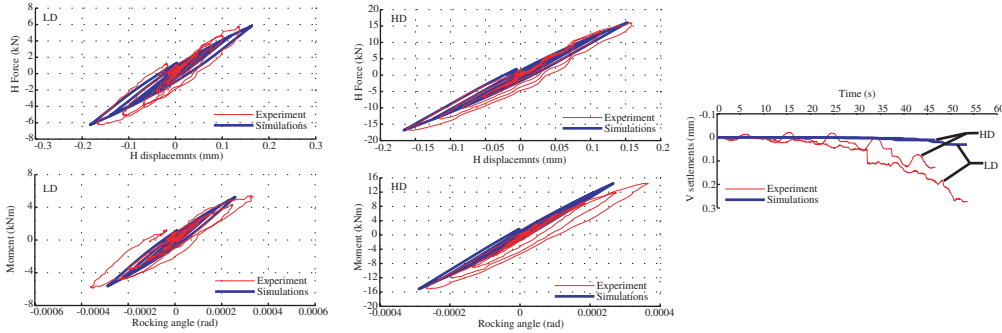 LD
H Force (kN)
8
6
4
2
0
-2
-4
-6
-8
Experiment
Simulations
-0.3 -0.2 -0.1 0 0.1 0.2 0.3
H displacemnts (mm)
HD
H Force (kN)
20
15
10
5
0
-5
-10
-15
-20
Experiment
Simulations
-0.2 -0.15 -0.1 -0.05 0 0.05 0.1 0.15 0.2
H displacements (mm)
Time (s)
0 5 10 15 20 25 30 35 40 45 50 55 60
V settlements (mm)
-0.1
0
0.1
0.2
0.3
HD
LD
Experiment
Simulations
LD
Moment (kNm)
8
4
0
-4
-8
Experiment
Simulations
-0.0006 -0.0004 -0.0002 0 0.0002 0.0004 0.0006
Rocking angle (rad)
HD
Moment (kNm)
16
12
8
4
0
-4
-8
-12
-16
-20
Experiment
Simulations
-0.0004 -0.0002 0 0.0002 0.0004
Rocking angle (rad)